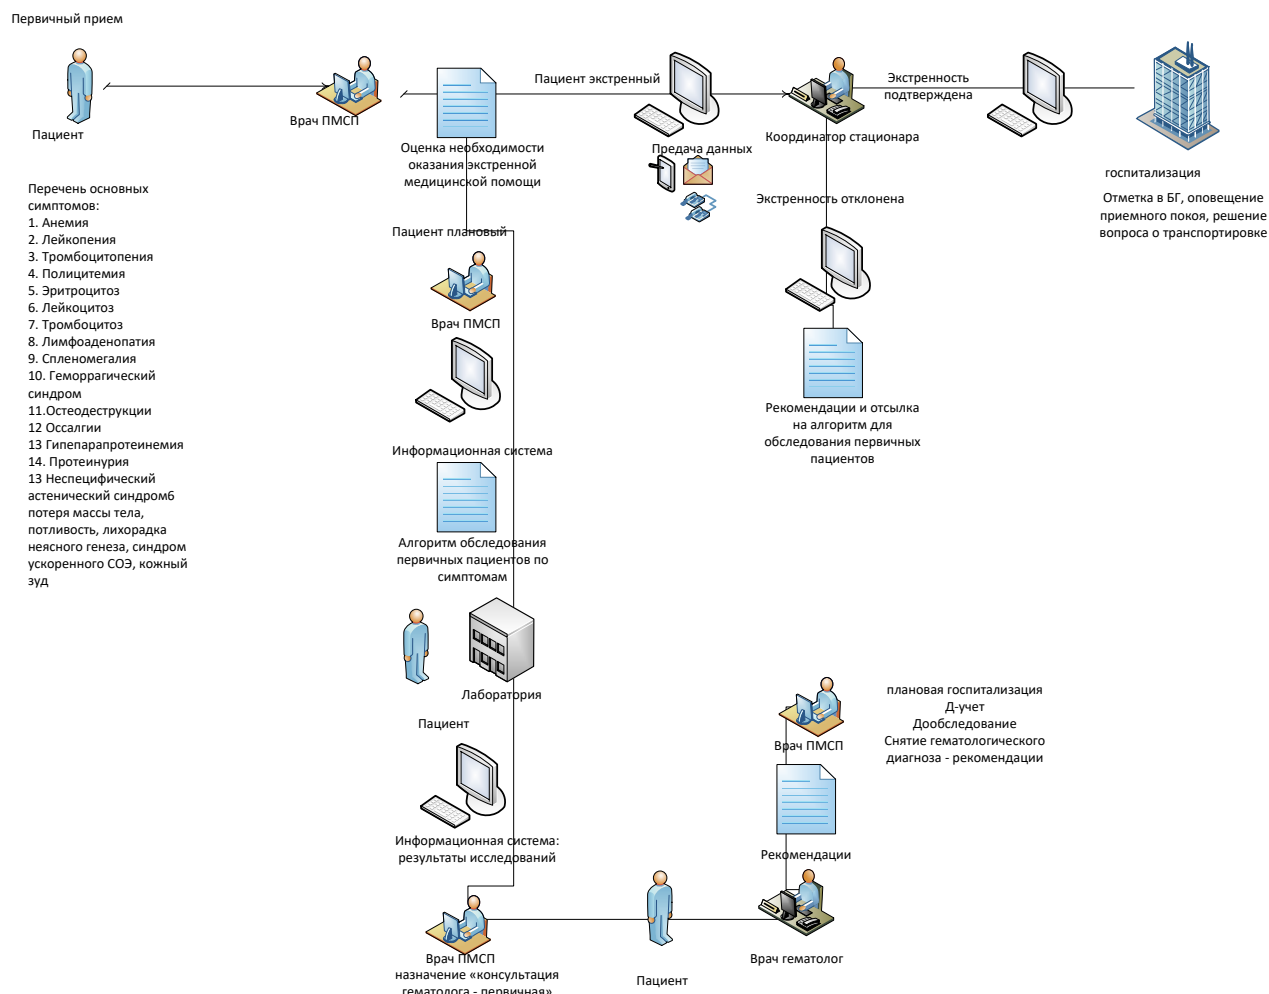 Первичный прием
Пациент
Врач ПМСП
Оценка необходимости
оказания экстренной
медицинской помощи
Пациент экстренный
Предача данных
Координатор стационара
Экстренность
подтверждена
госпитализация
Отметка в БГ, оповещение
приемного покоя, решение
вопроса о транспортировке
Экстренность отклонена
Рекомендации и отсылка
на алгоритм для
обследования первичных
пациентов
Перечень основных
симптомов:
1. Анемия
2. Лейкопения
3. Тромбоцитопения
4. Полицитемия
5. Эритроцитоз
6. Лейкоцитоз
7. Тромбоцитоз
8. Лимфоаденопатия
9. Спленомегалия
10. Геморрагический
синдром
11.Остеодеструкции
12 Оссалгии
13 Гипепарапротеинемия
14. Протеинурия
13 Неспецифический
астенический синдром6
потеря массы тела,
потливость, лихорадка
неясного генеза, синдром
ускоренного СОЭ, кожный
зуд
Пациент плановый
Врач ПМСП
Информационная система
Алгоритм обследования
первичных пациентов по
симптомам
Лаборатория
Пациент
Информационная система:
результаты исследований
Врач ПМСП
назначение «консультация
гематолога - первичная»
Пациент
Врач гематолог
Рекомендации
Врач ПМСП
плановая госпитализация
Д-учет
Дообследование
Снятие гематологического
диагноза - рекомендации